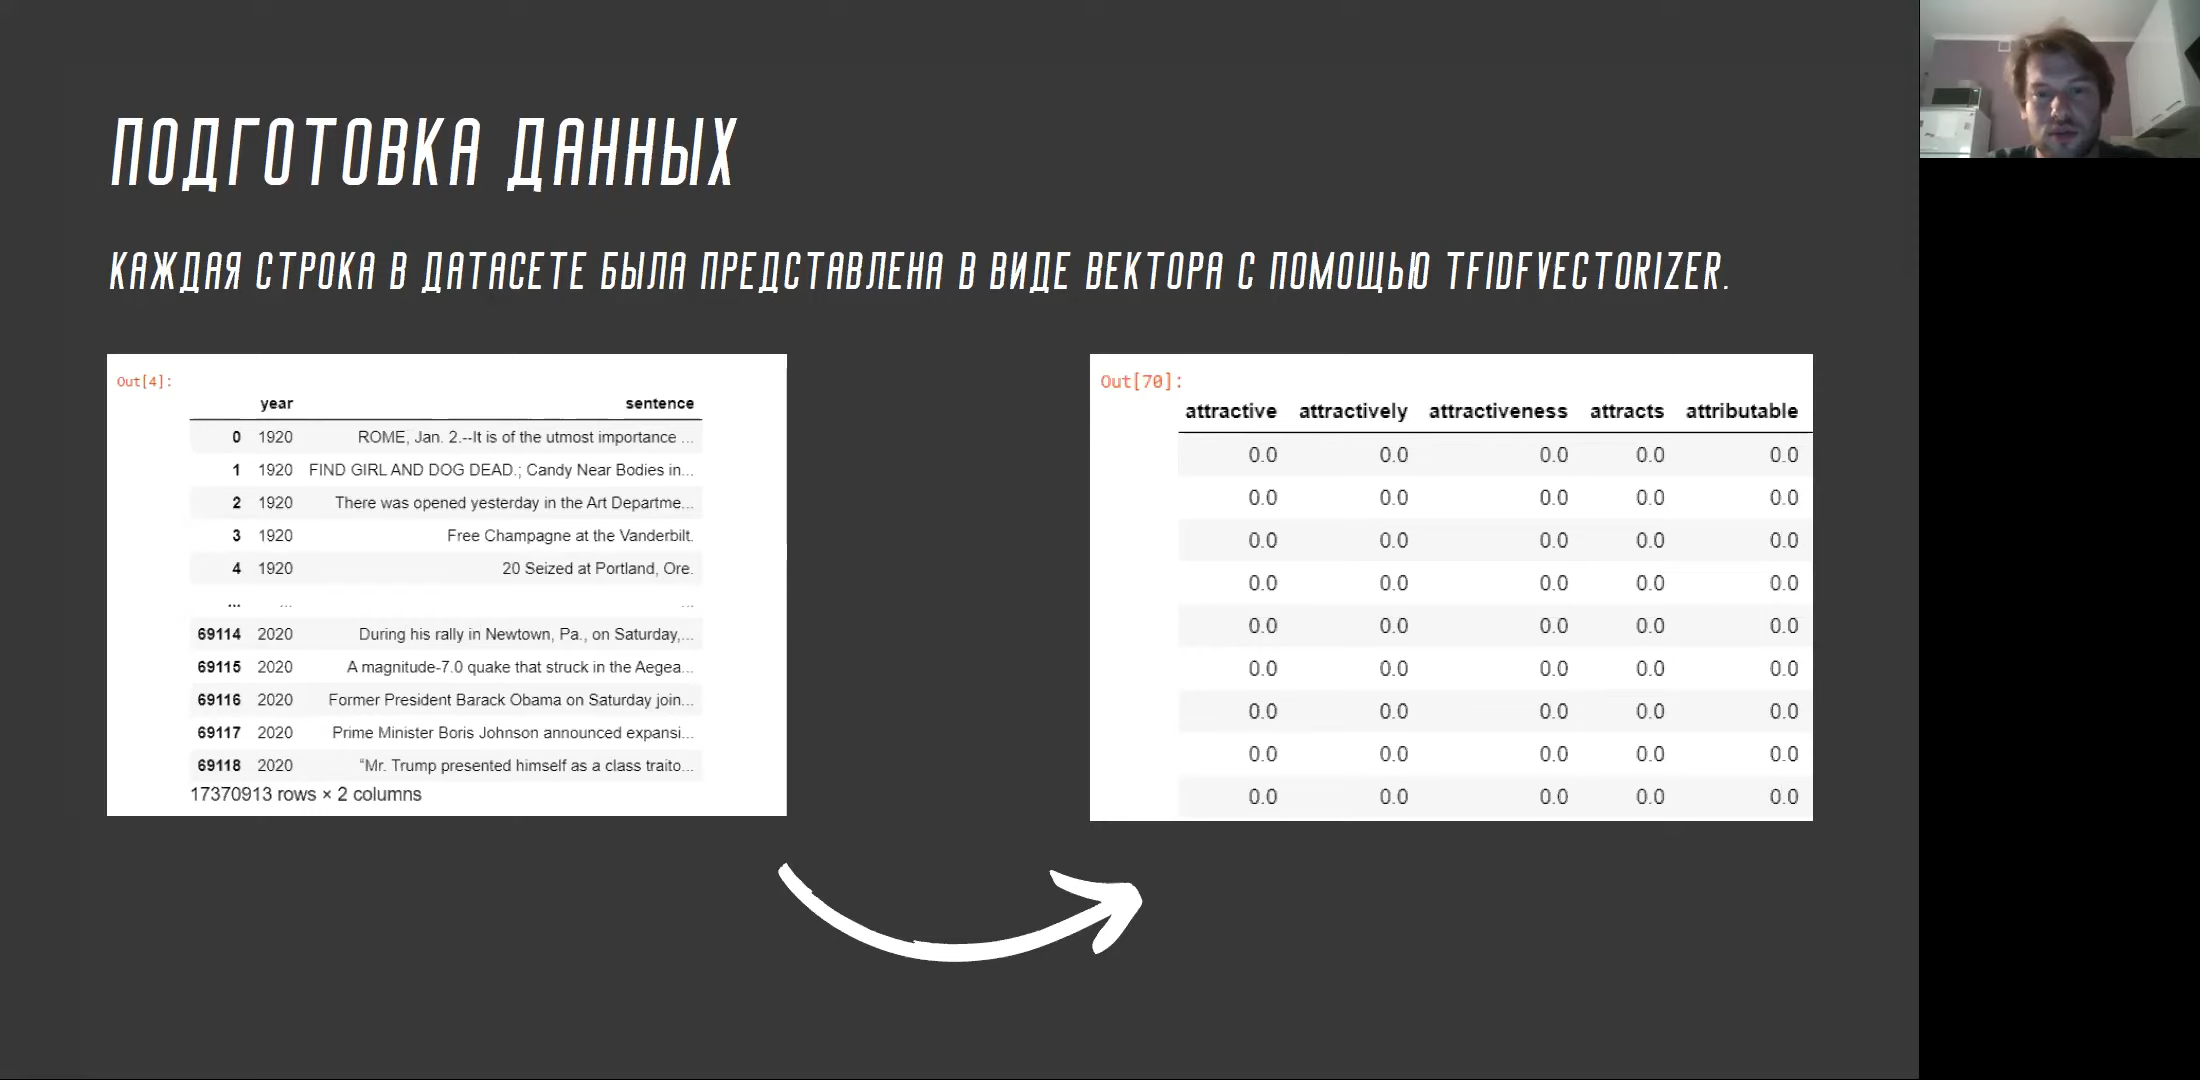 ПОДГОТОВКА ДАННЫХ
КАЖДАЯ СТРОКА В ДАТАСЕТЕ БЫЛА ПРЕДСТАВЛЕНА В ВИДЕ ВЕКТОРА С ПОМОЩЬЮ TFIDFVECTORIZER.
Out[4]:
year sentence
0 1920 ROME, Jan. 2.--It is of the utmost importance ...
1 1920 FIND GIRL AND DOG DEAD.; Candy Near Bodies in...
2 1920 There was opened yesterday in the Art Departme...
3 1920 Free Champagne at the Vanderbilt.
4 1920 20 Seized at Portland, Ore.
... ... ...
69114 2020 During his rally in Newtown, Pa., on Saturday,...
69115 2020 A magnitude-7.0 quake that struck in the Aegea...
69116 2020 Former President Barack Obama on Saturday join...
69117 2020 Prime Minister Boris Johnson announced expansi...
69118 2020 “Mr. Trump presented himself as a class traito...
17370913 rows × 2 columns
Out[70]:
attractive attractively attractiveness attracts attributable
0.0 0.0 0.0 0.0 0.0
0.0 0.0 0.0 0.0 0.0
0.0 0.0 0.0 0.0 0.0
0.0 0.0 0.0 0.0 0.0
0.0 0.0 0.0 0.0 0.0
0.0 0.0 0.0 0.0 0.0
0.0 0.0 0.0 0.0 0.0
0.0 0.0 0.0 0.0 0.0
0.0 0.0 0.0 0.0 0.0